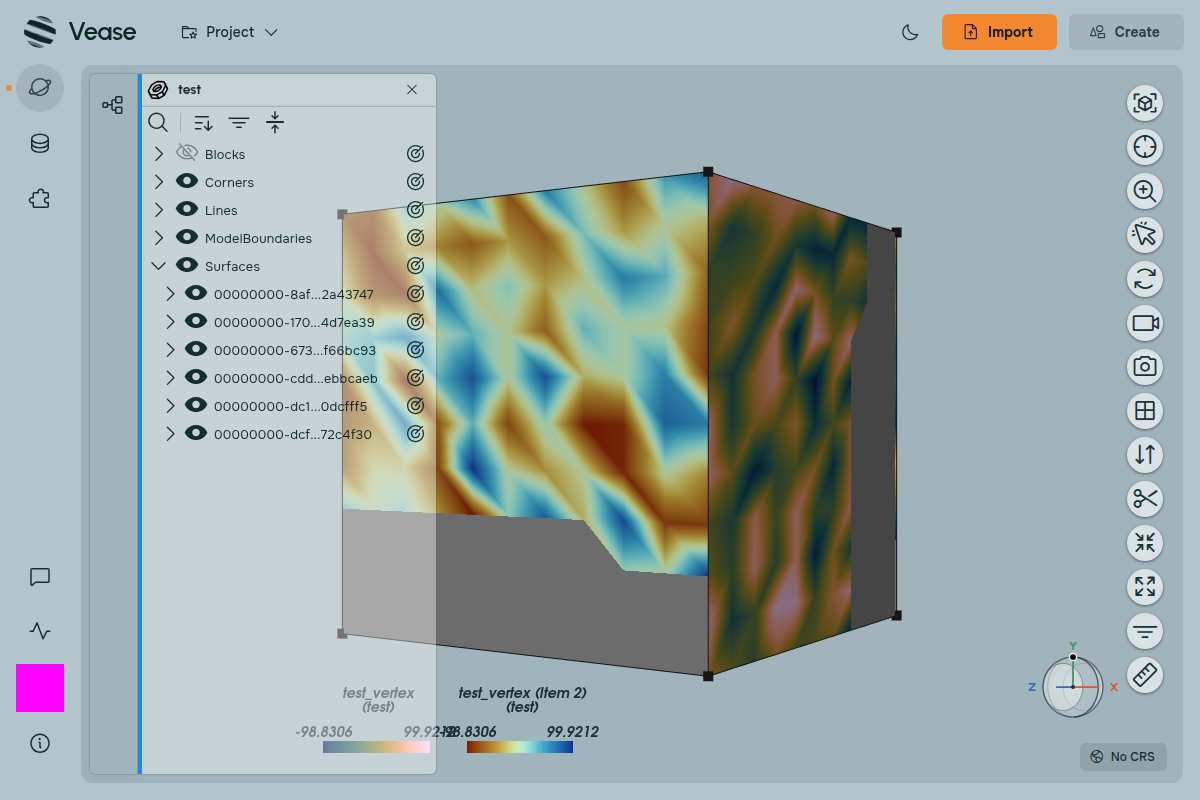 Vease
Project
Import
Create
test
Blocks
Corners
Lines
ModelBoundaries
Surfaces
00000000-8af...2a43747
00000000-170...4d7ea39
00000000-673...f66bc93
00000000-cdd...ebbcaeb
00000000-dc1...0dcfff5
00000000-dcf...72c4f30
test_vertex
(test)
-98.8306 99.9212
test_vertex (Item 2)
(test)
-98.8306 99.9212
Y
Z X
No CRS